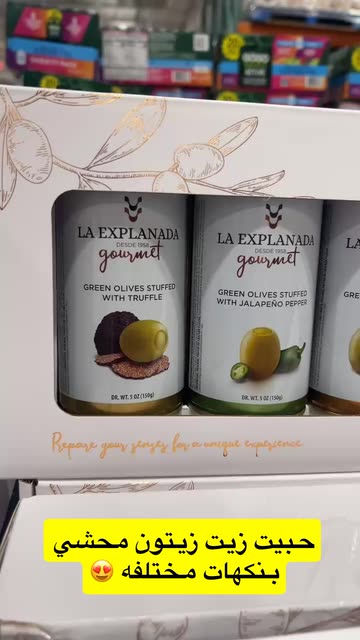 LA EXPLANADA
DESDE 1958
gourmet
GREEN OLIVES STUFFED
WITH TRUFFLE
DR. WT. 5 OZ (150g)
LA EXPLANADA
DESDE 1958
gourmet
GREEN OLIVES STUFFED
WITH JALAPEÑO PEPPER
DR. WT. 5 OZ (150g)
Prepare your senses for a unique experience
حبيت زيت زيتون محشي
بنكهات مختلفه 😍